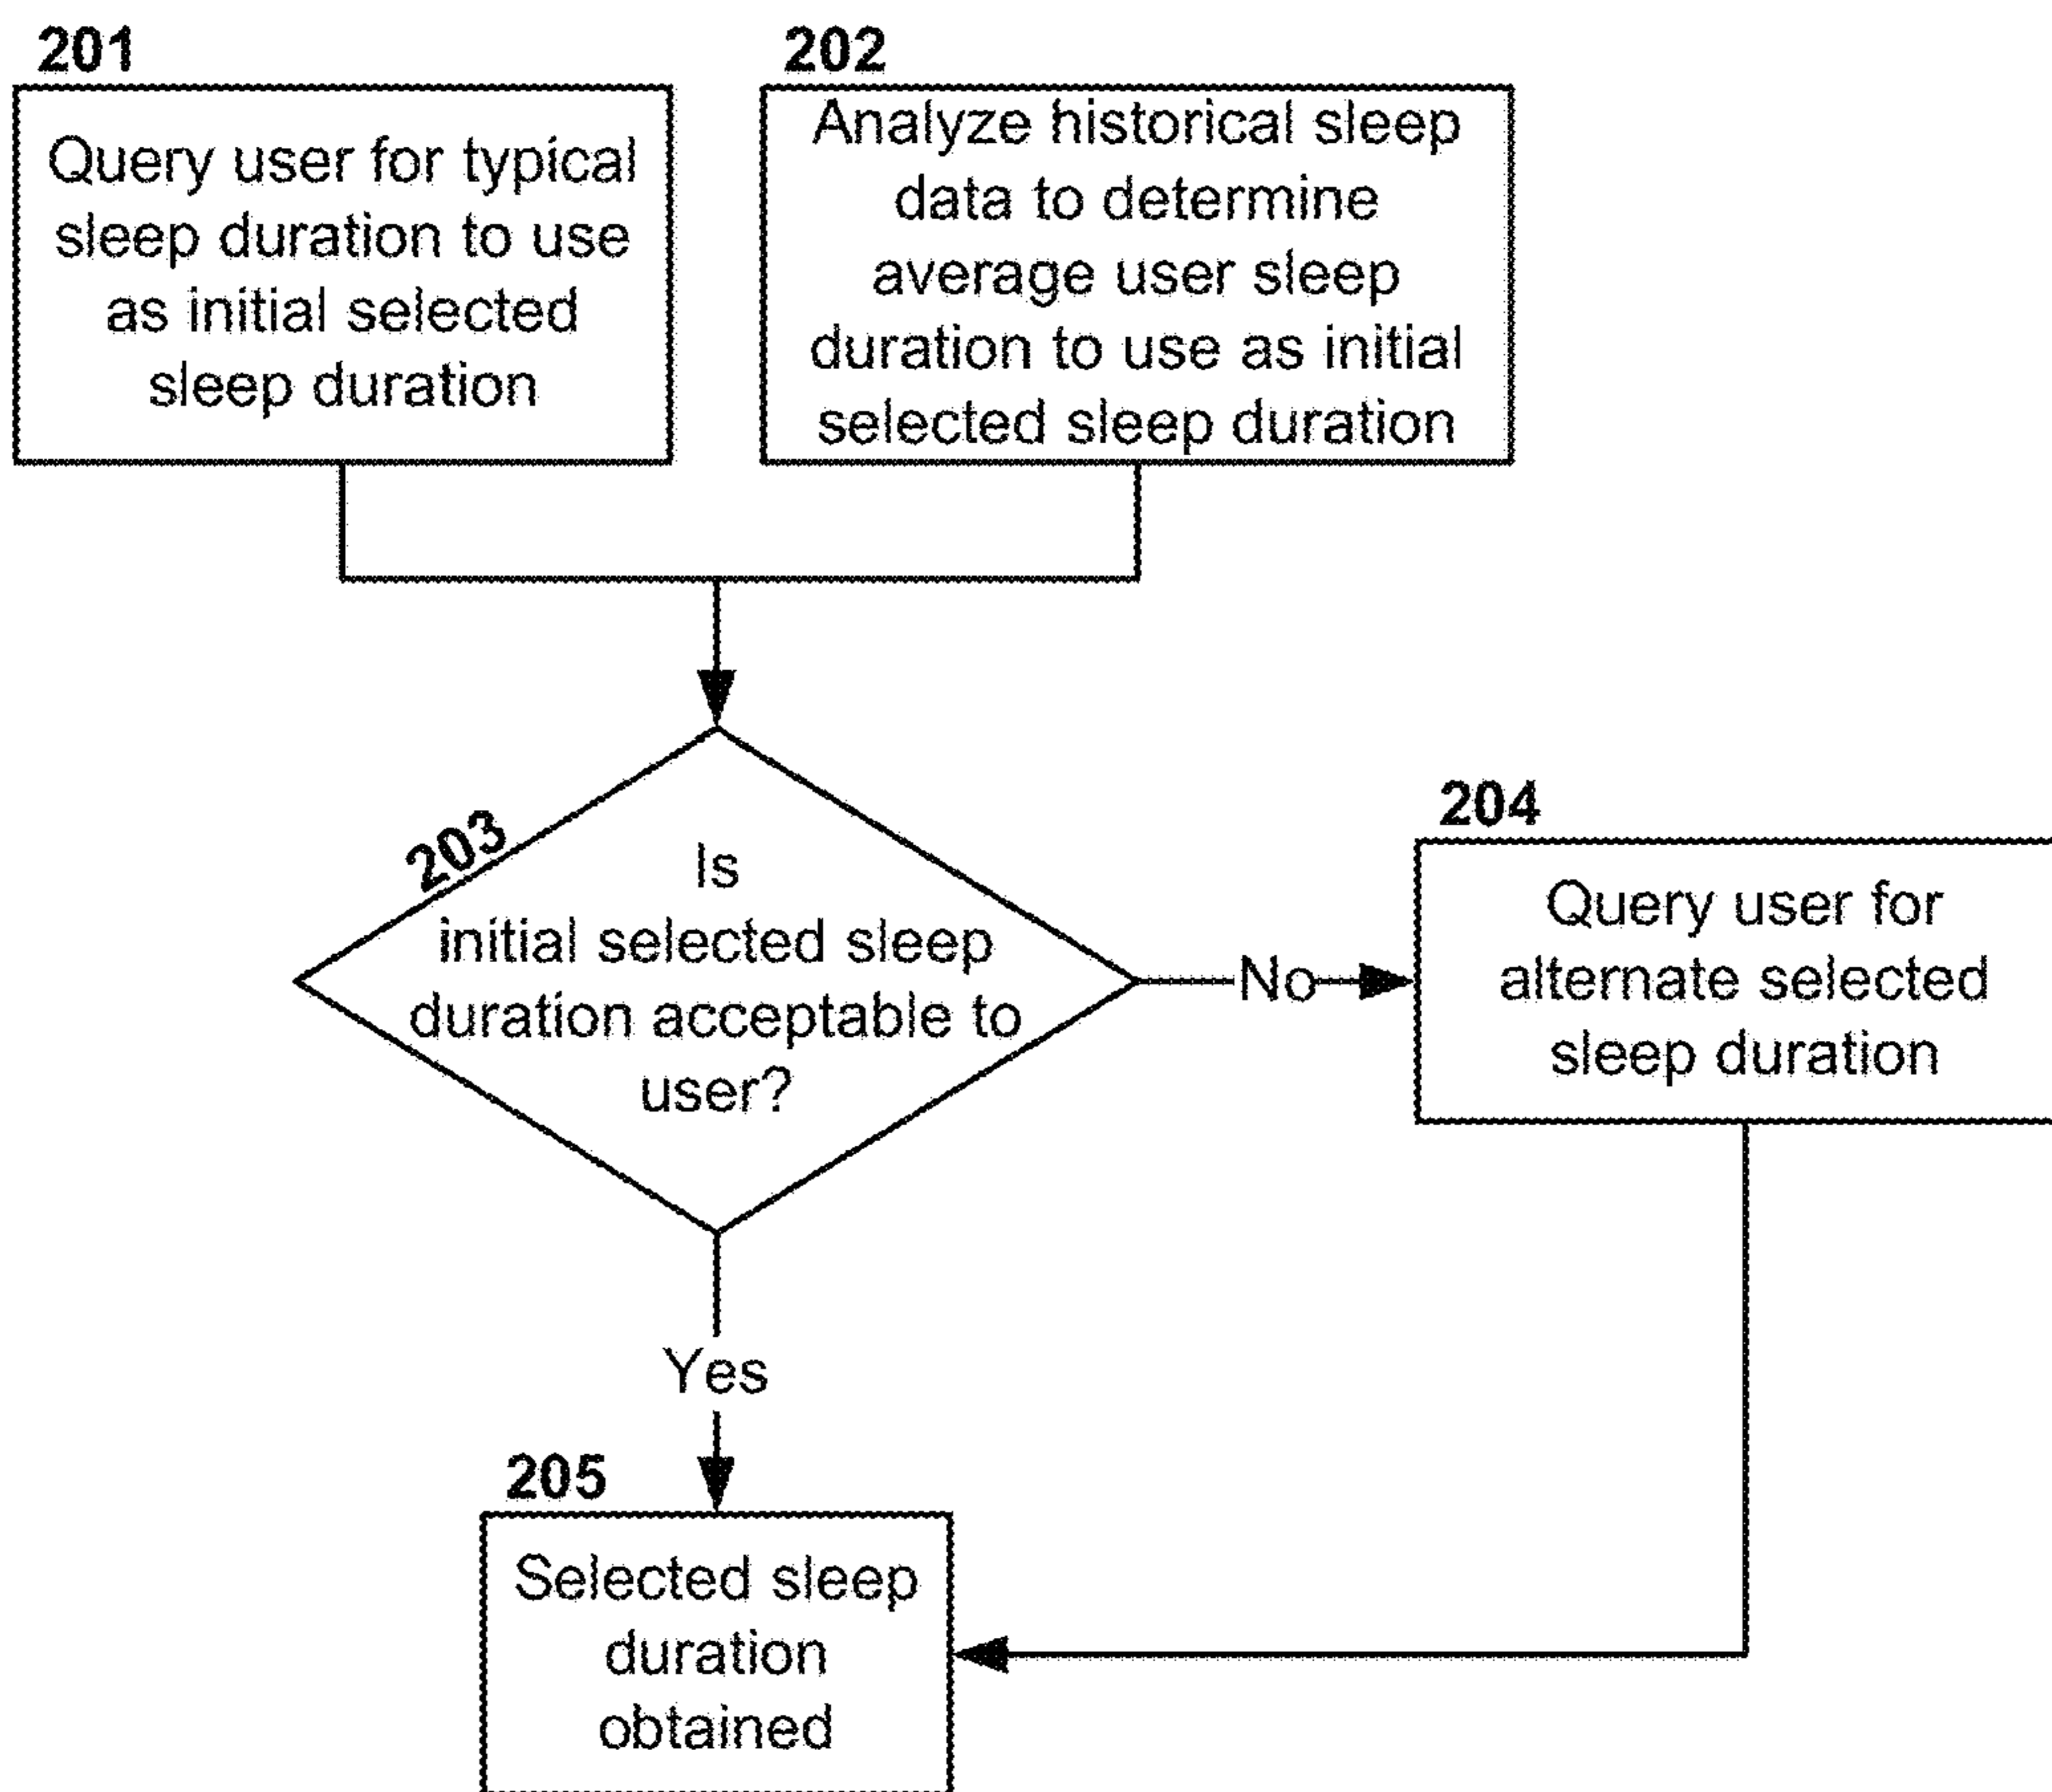 201
Query user for typical
sleep duration to use
as initial selected
sleep duration
202
Analyze historical sleep
data to determine
average user sleep
duration to use as initial
selected sleep duration
203
Is
initial selected sleep
duration acceptable to
user?
No
204
Query user for
alternate selected
sleep duration
Yes
205
Selected sleep
duration
obtained